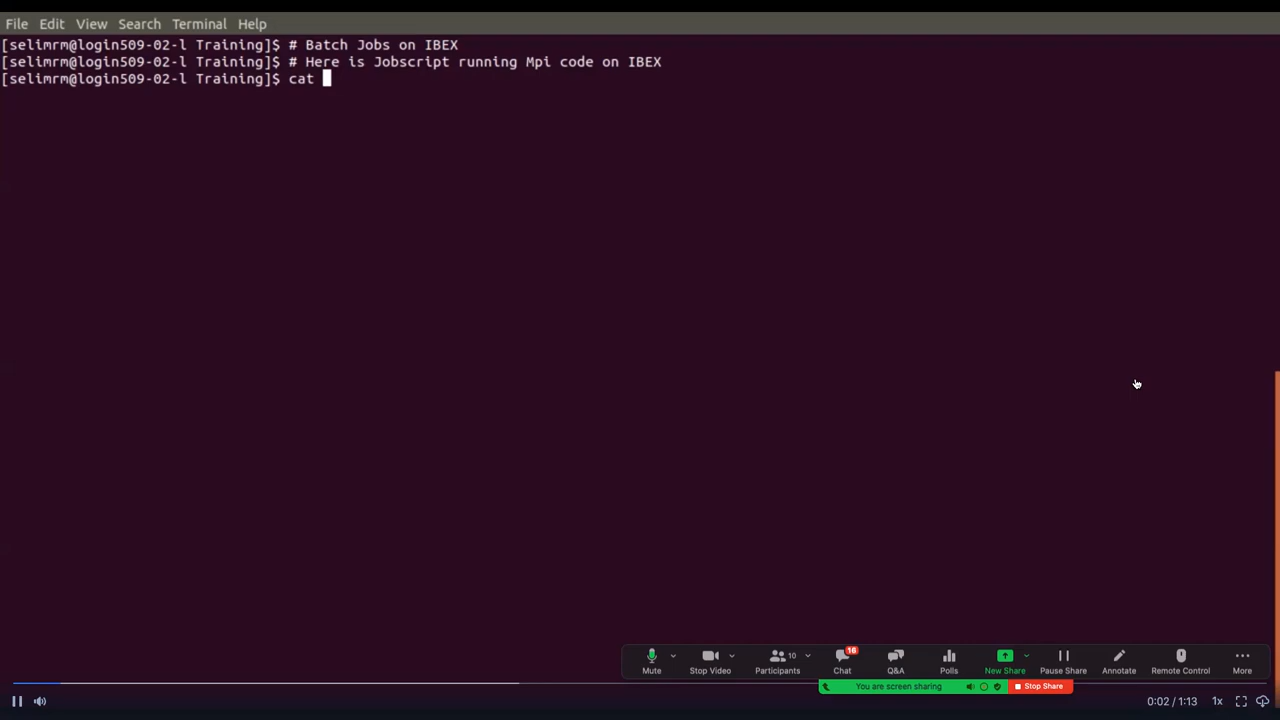 File Edit View Search Terminal Help
[selimrm@login509-02-l Training]$ # Batch Jobs on IBEX
[selimrm@login509-02-l Training]$ # Here is Jobscript running Mpi code on IBEX
[selimrm@login509-02-l Training]$ cat
10 16
Mute Stop Video Participants Chat Q&A Polls New Share Pause Share Annotate Remote Control More
You are screen sharing Stop Share
0:02 / 1:13 1x